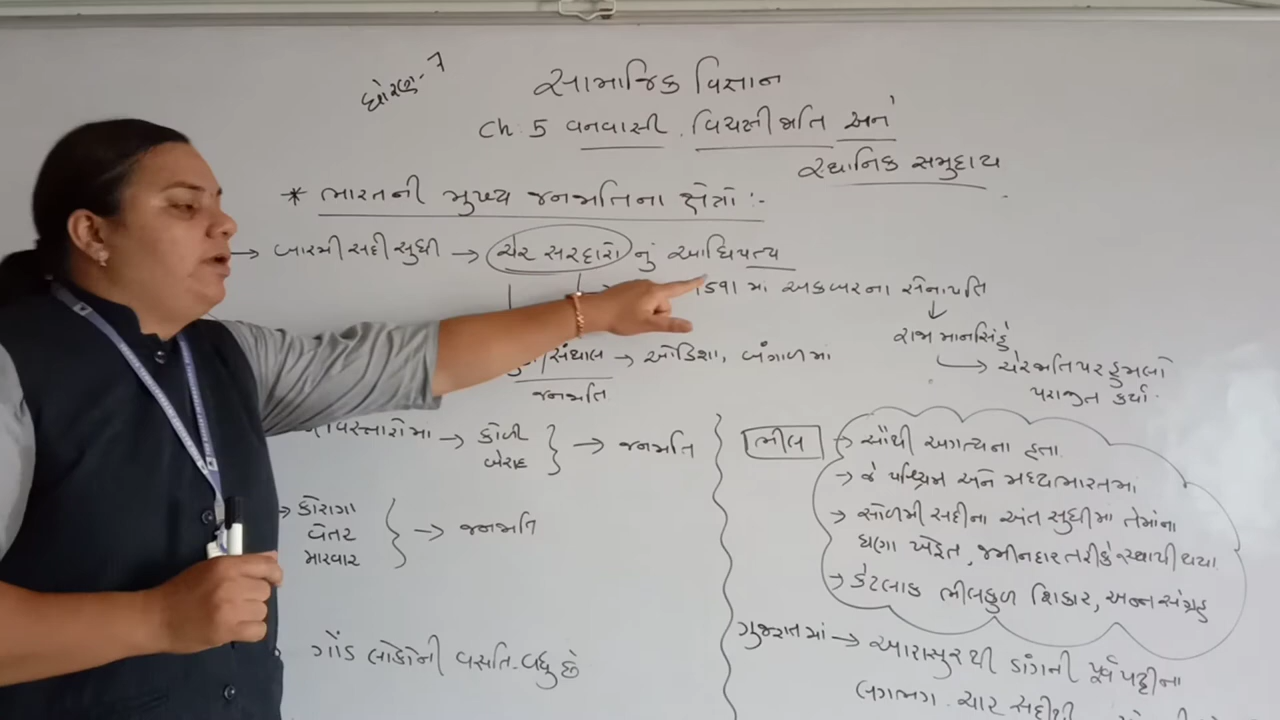 ધોરણ-7
સામાજિક વિજ્ઞાન
Ch. 5 વનવાસી, વિચરતી જાતિ અને
સ્થાનિક સમુદાય
* ભારતની મુખ્ય જનજાતિના ક્ષેત્રો :-
→ બારમી સદી સુધી → ચેર સરદારો નું આધિપત્ય
માં અકબરના સેનાપતિ
↓
રાજા માનસિંહે
→ ચેરજાતિ પર હુમલો
પરાજીત કર્યા.
/સંથાલ → ઓડિશા, બંગાળમાં
જનજાતિ
→ કોળી
બેરાદ } → જનજાતિ
→ કોરાગા
વેતર
મારવાર } → જનજાતિ
ગોંડ લોકોની વસતિ વધુ છે
ભીલ → સૌથી અગત્યના હતા.
→ જે પશ્ચિમ અને મધ્યભારતમાં
→ સોળમી સદીના અંત સુધીમાં તેમાંના
ઘણા ખેડૂત, જમીનદાર તરીકે સ્થાયી થયા.
→ કેટલાક ભીલકુળ શિકાર, અન્ન સંગ્રહ
ગુજરાતમાં → આરાસુરથી ડાંગની પૂર્વ પટ્ટીના
લગભગ ચાર સદીથી